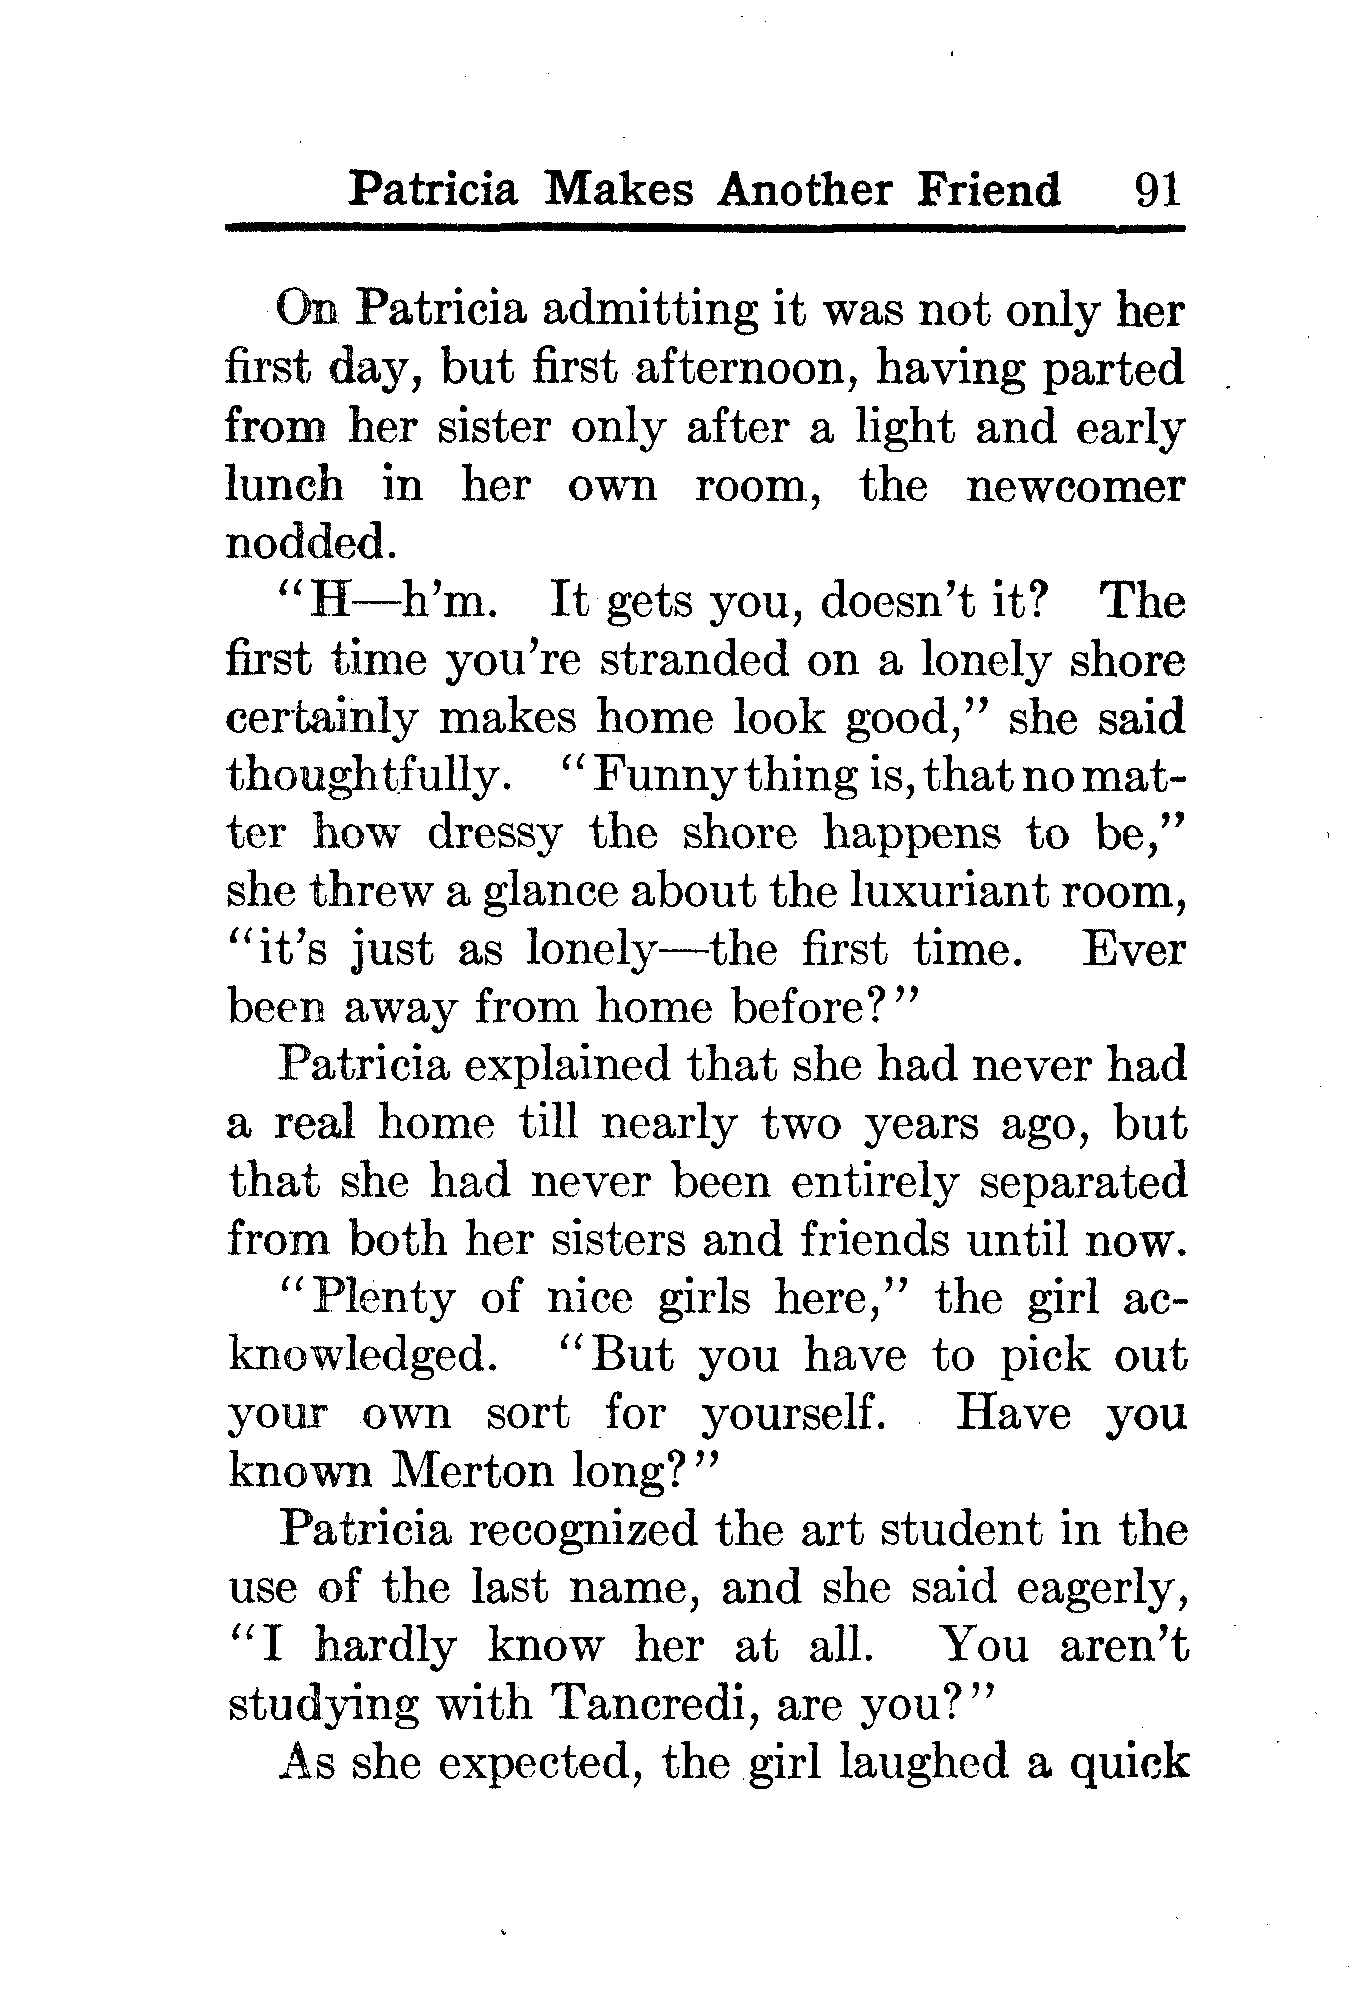 Patricia Makes Another Friend 91
On Patricia admitting it was not only her
first day, but first afternoon, having parted
from her sister only after a light and early
lunch in her own room, the newcomer
nodded.
"H—h'm. It gets you, doesn't it? The
first time you're stranded on a lonely shore
certainly makes home look good," she said
thoughtfully. "Funny thing is, that no mat-
ter how dressy the shore happens to be,"
she threw a glance about the luxuriant room,
"it's just as lonely—the first time. Ever
been away from home before?"
Patricia explained that she had never had
a real home till nearly two years ago, but
that she had never been entirely separated
from both her sisters and friends until now.
"Plenty of nice girls here," the girl ac-
knowledged. "But you have to pick out
your own sort for yourself. Have you
known Merton long?"
Patricia recognized the art student in the
use of the last name, and she said eagerly,
"I hardly know her at all. You aren't
studying with Tancredi, are you?"
As she expected, the girl laughed a quick